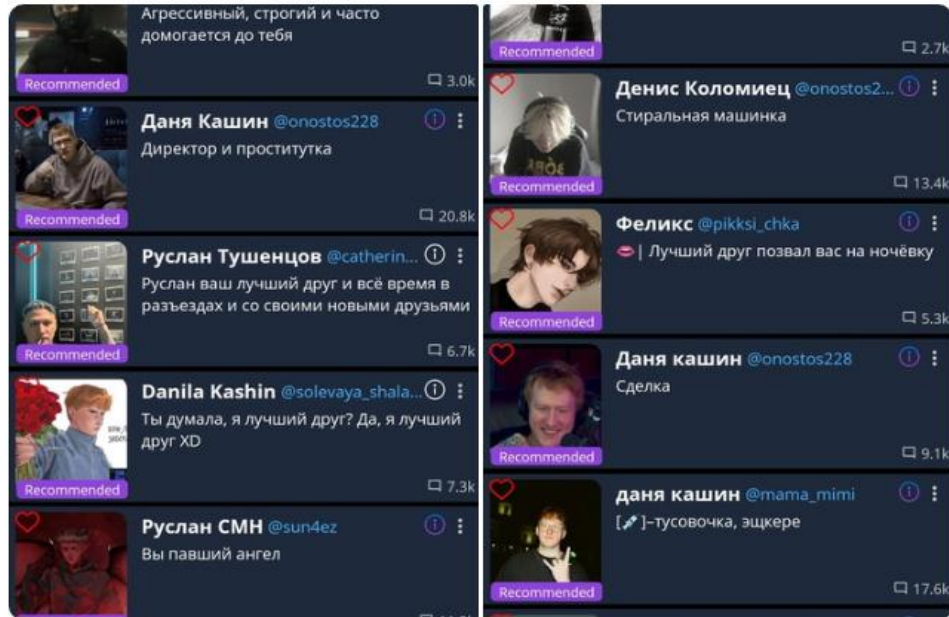 Агрессивный, строгий и часто
домогается до тебя
Recommended
3.0k
Даня Кашин @onostos228
Директор и проститутка
Recommended
20.8k
Руслан Тушенцов @catherin...
Руслан ваш лучший друг и всё время в
разъездах и со своими новыми друзьями
Recommended
6.7k
Danila Kashin @solevaya_shala...
Ты думала, я лучший друг? Да, я лучший
друг XD
Recommended
7.3k
Руслан СМН @sun4ez
Вы павший ангел
Recommended
2.7k
Денис Коломиец @onostos2...
Стиральная машинка
Recommended
13.4k
Феликс @pikksi_chka
🫦| Лучший друг позвал вас на ночёвку
Recommended
5.3k
Даня кашин @onostos228
Сделка
Recommended
9.1k
даня кашин @mama_mimi
[💉]–тусовочка, эщкере
Recommended
17.6k